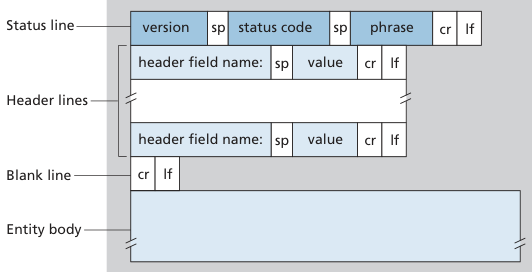 Status line version sp status code sp phrase cr lf
header field name: sp value cr lf
Header lines
header field name: sp value cr lf
Blank line cr lf
Entity body